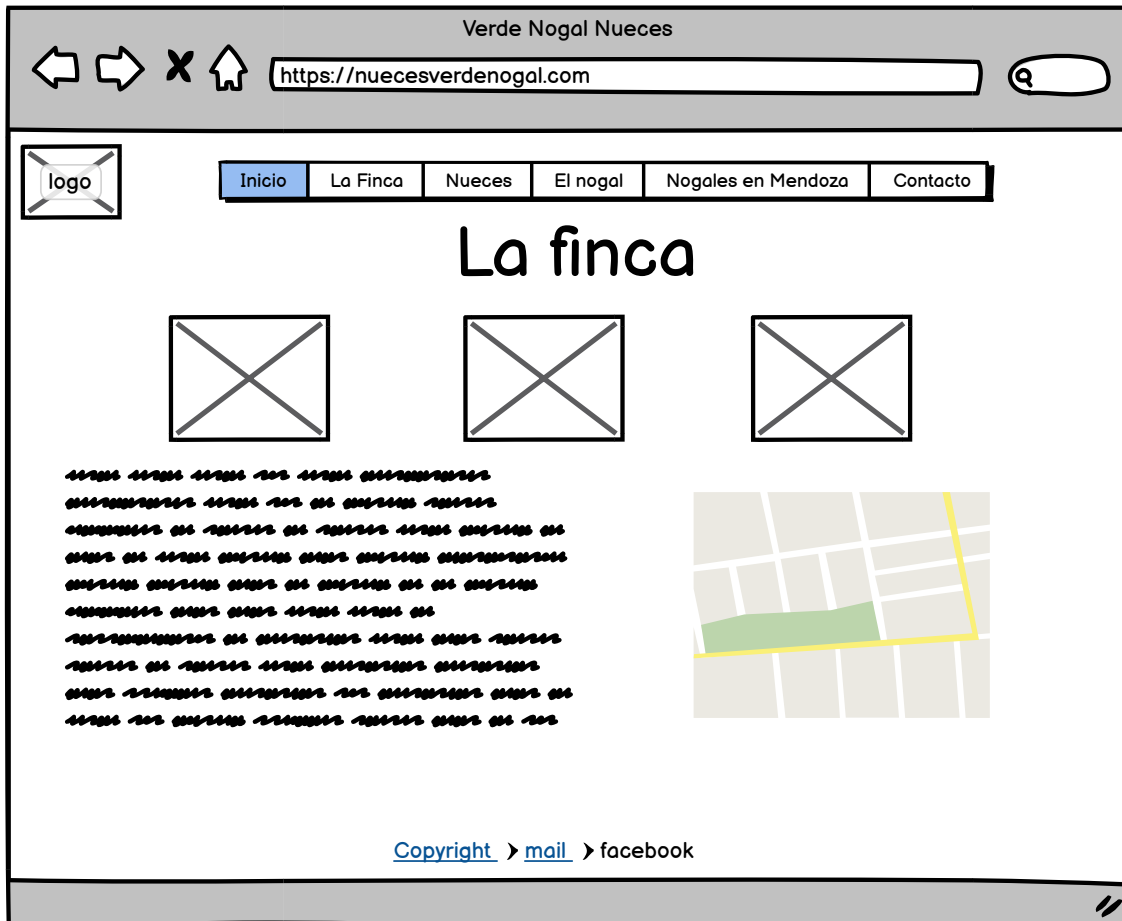 Verde Nogal Nueces
https://nuecesverdenogal.com
logo
Inicio La Finca Nueces El nogal Nogales en Mendoza Contacto
La finca
Copyright mail facebook